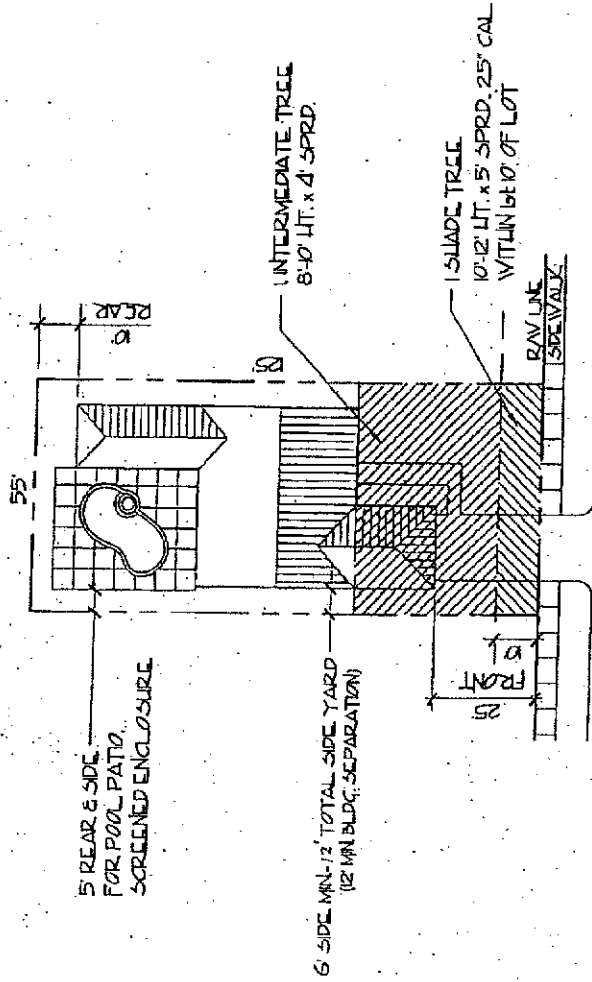 55'
10'
REAR
5' REAR & SIDE
FOR POOL PATIO
SCREENED ENCLOSURE
1 INTERMEDIATE TREE
8'-10' HT. x 4' SPRD.
6' SIDE MIN.-12' TOTAL SIDE YARD
(12' MIN BLDG. SEPARATION)
1 SHADE TREE
10'-12' HT. x 5' SPRD. 2.5" CAL
WITHIN 1st 10' OF LOT
25'
FRONT
10'
R/W LINE
SIDEWALK